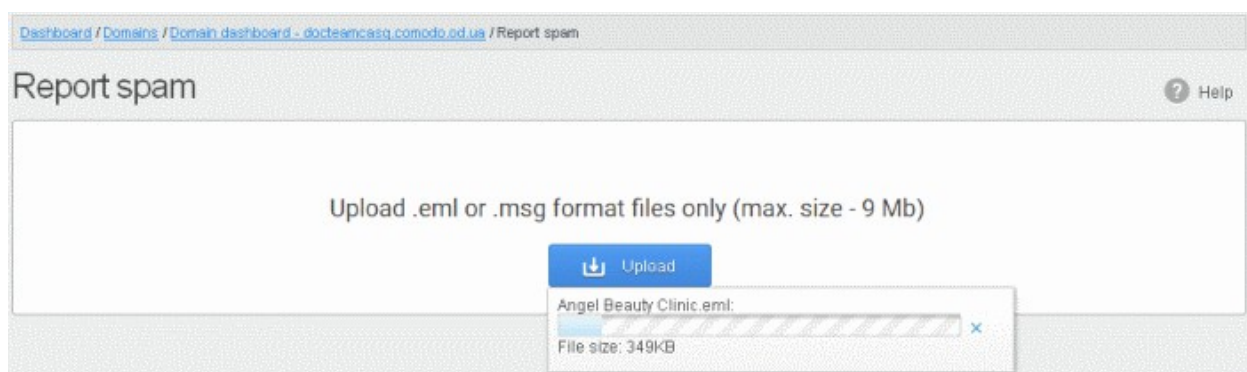 Dashboard / Domains / Domain dashboard - docteamcasg.comodo.od.ua / Report spam
Report spam
Help
Upload .eml or .msg format files only (max. size - 9 Mb)
Upload
Angel Beauty Clinic.eml:
File size: 349KB